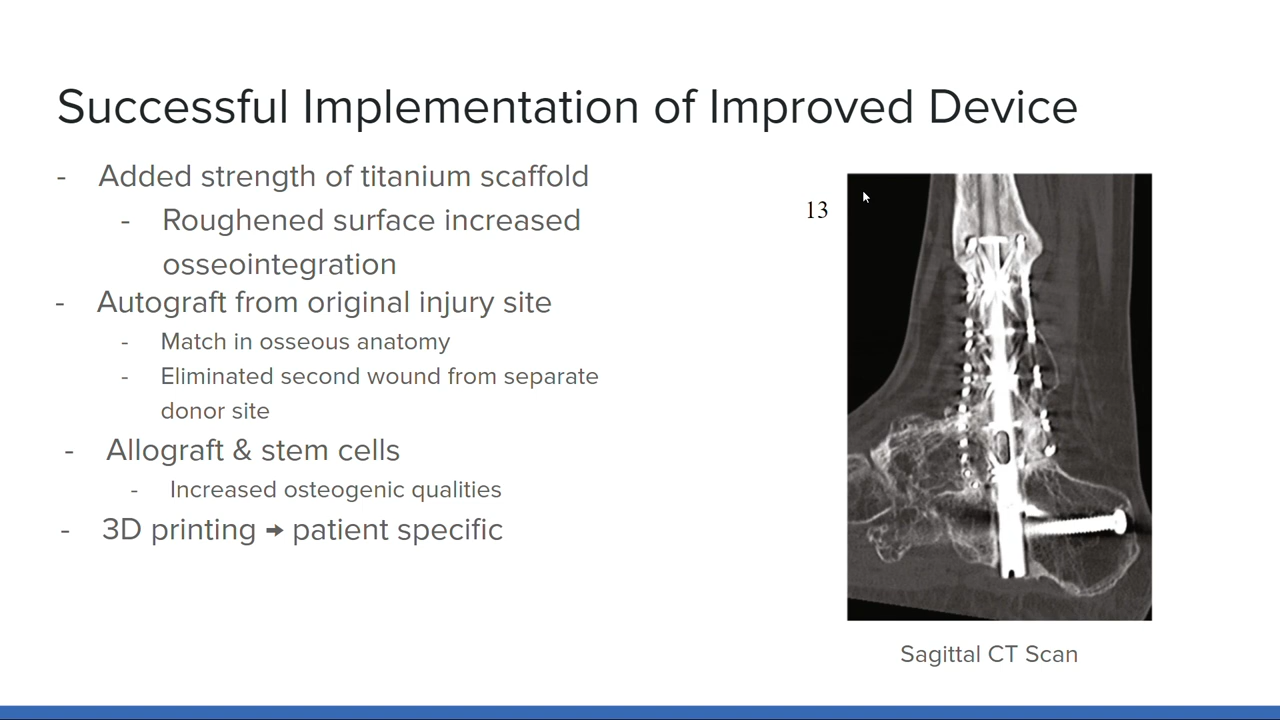 Successful Implementation of Improved Device
- Added strength of titanium scaffold
- Roughened surface increased
osseointegration
- Autograft from original injury site
- Match in osseous anatomy
- Eliminated second wound from separate
donor site
- Allograft & stem cells
- Increased osteogenic qualities
- 3D printing → patient specific
13
Sagittal CT Scan